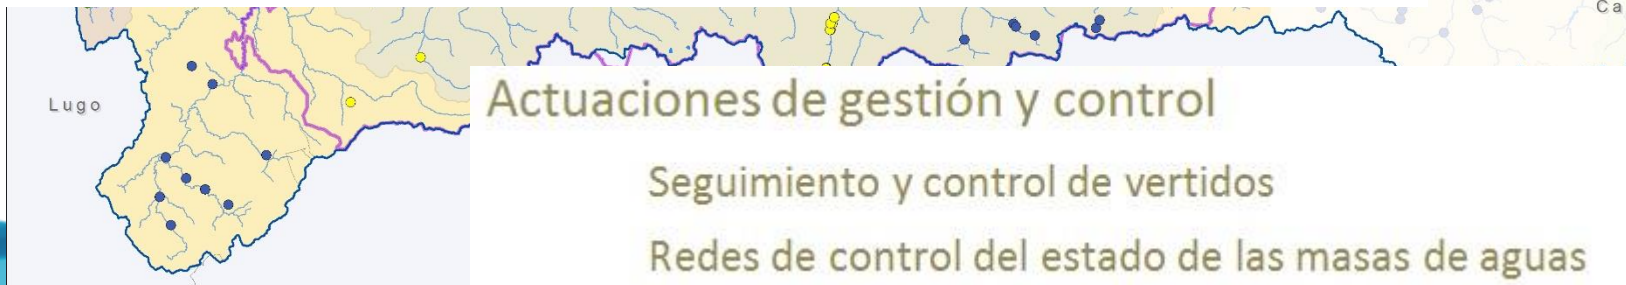 Ca
Lugo
Actuaciones de gestión y control
Seguimiento y control de vertidos
Redes de control del estado de las masas de aguas